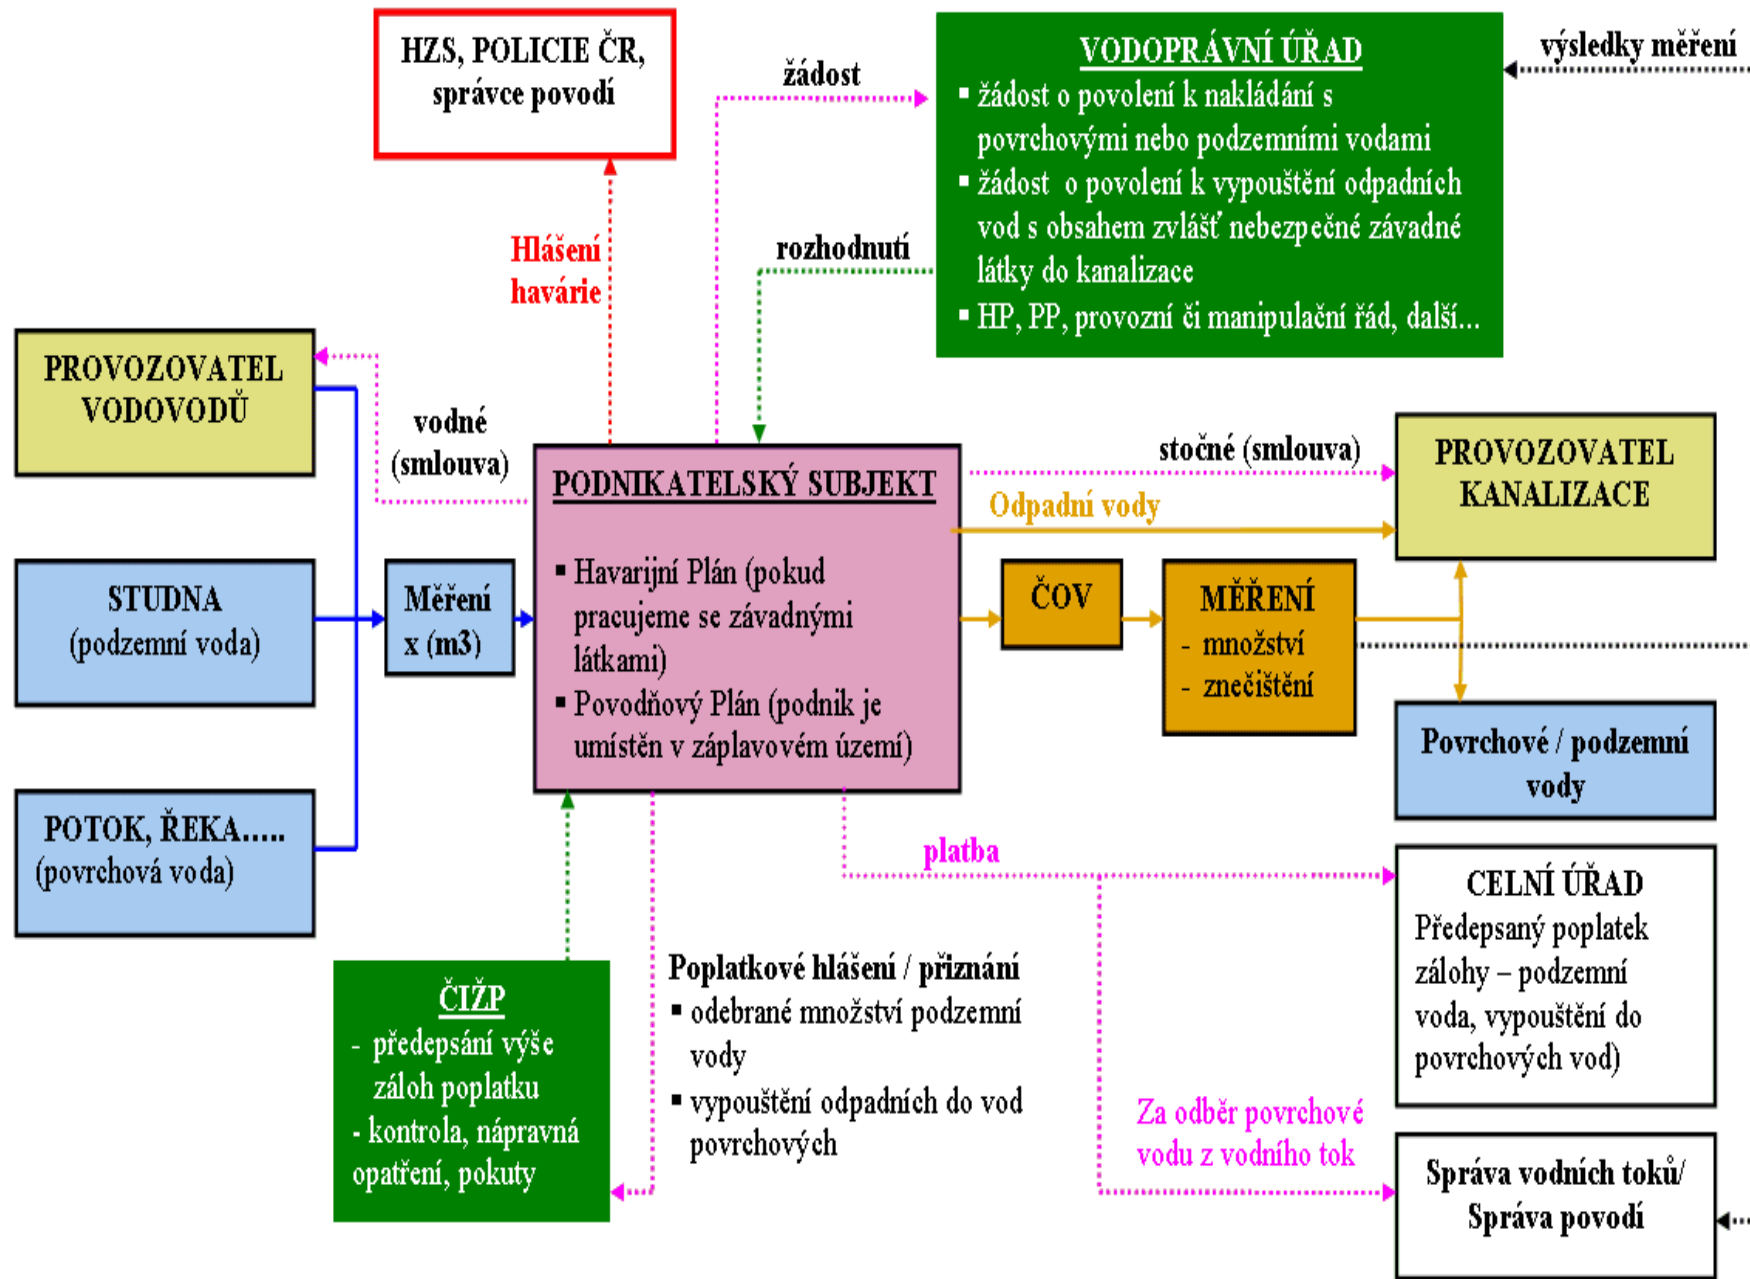 HZS, POLICIE ČR,
správce povodí
žádost
VODOPRÁVNÍ ÚŘAD
▪ žádost o povolení k nakládání s
povrchovými nebo podzemními vodami
▪ žádost o povolení k vypouštění odpadních
vod s obsahem zvlášť nebezpečné závadné
látky do kanalizace
▪ HP, PP, provozní či manipulační řád, další...
výsledky měření
Hlášení
havárie
rozhodnutí
PROVOZOVATEL
VODOVODŮ
vodné
(smlouva)
STUDNA
(podzemní voda)
POTOK, ŘEKA.....
(povrchová voda)
Měření
x (m3)
PODNIKATELSKÝ SUBJEKT
▪ Havarijní Plán (pokud
pracujeme se závadnými
látkami)
▪ Povodňový Plán (podnik je
umístěn v záplavovém území)
stočné (smlouva)
Odpadní vody
PROVOZOVATEL
KANALIZACE
ČOV
MĚŘENÍ
- množství
- znečištění
Povrchové / podzemní
vody
platba
CELNÍ ÚŘAD
Předepsaný poplatek
zálohy – podzemní
voda, vypouštění do
povrchových vod)
ČIŽP
- předepsání výše
záloh poplatku
- kontrola, nápravná
opatření, pokuty
Poplatkové hlášení / přiznání
▪ odebrané množství podzemní
vody
▪ vypouštění odpadních do vod
povrchových
Za odběr povrchové
vodu z vodního tok
Správa vodních toků/
Správa povodí